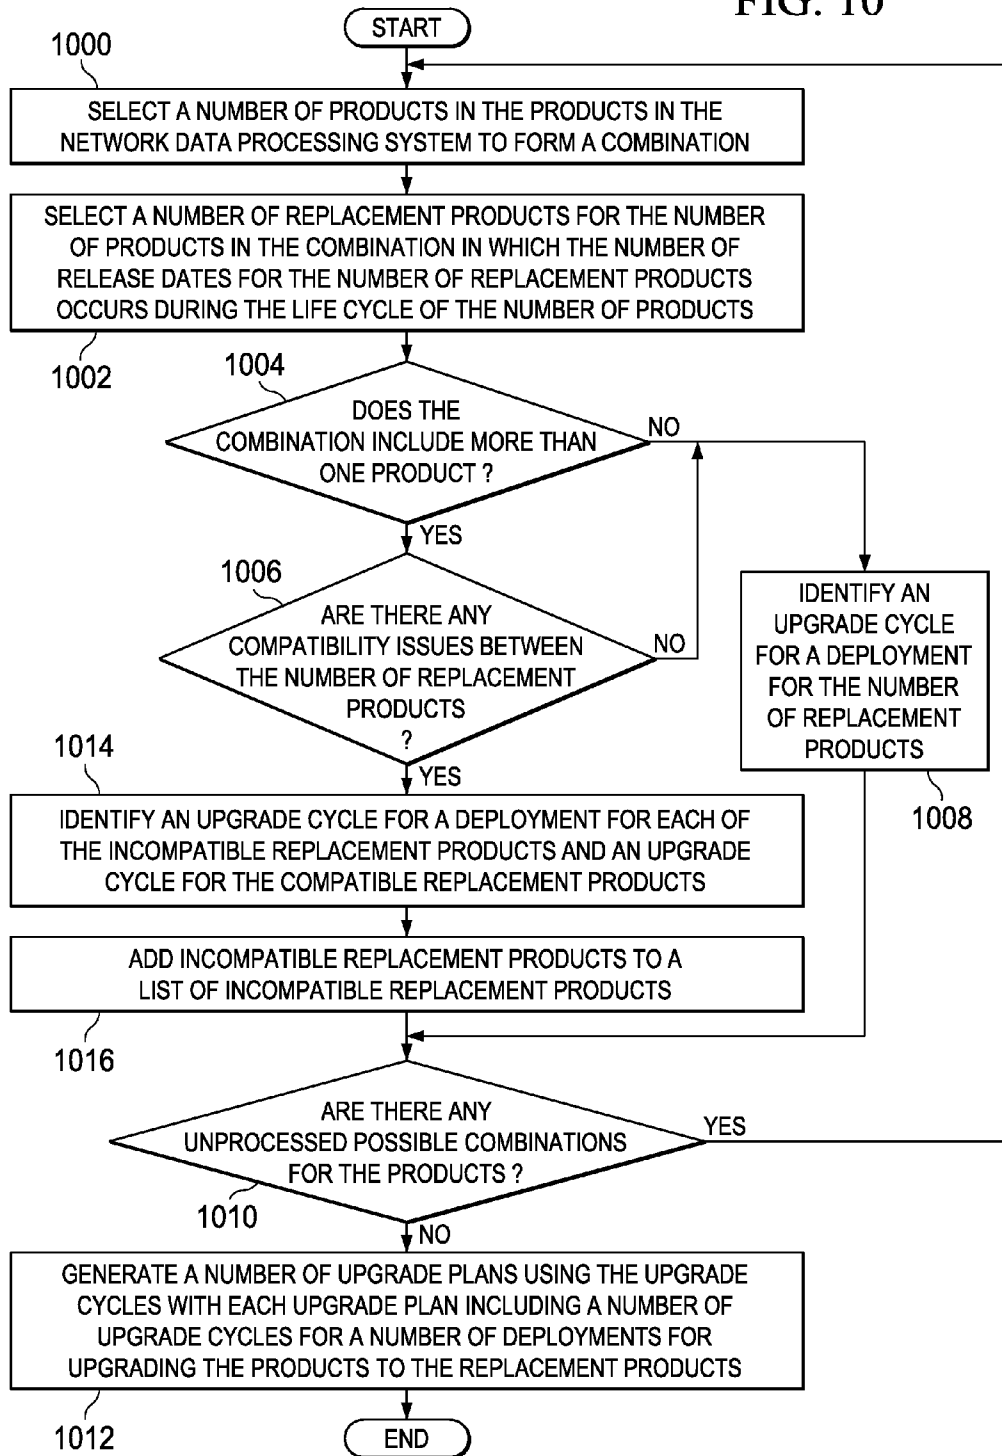 FIG. 10
START
1000
SELECT A NUMBER OF PRODUCTS IN THE PRODUCTS IN THE
NETWORK DATA PROCESSING SYSTEM TO FORM A COMBINATION
SELECT A NUMBER OF REPLACEMENT PRODUCTS FOR THE NUMBER
OF PRODUCTS IN THE COMBINATION IN WHICH THE NUMBER OF
RELEASE DATES FOR THE NUMBER OF REPLACEMENT PRODUCTS
OCCURS DURING THE LIFE CYCLE OF THE NUMBER OF PRODUCTS
1002
1004
DOES THE
COMBINATION INCLUDE MORE THAN
ONE PRODUCT ?
NO
YES
1006
ARE THERE ANY
COMPATIBILITY ISSUES BETWEEN
THE NUMBER OF REPLACEMENT
PRODUCTS
?
NO
YES
IDENTIFY AN
UPGRADE CYCLE
FOR A DEPLOYMENT
FOR THE NUMBER
OF REPLACEMENT
PRODUCTS
1008
1014
IDENTIFY AN UPGRADE CYCLE FOR A DEPLOYMENT FOR EACH OF
THE INCOMPATIBLE REPLACEMENT PRODUCTS AND AN UPGRADE
CYCLE FOR THE COMPATIBLE REPLACEMENT PRODUCTS
ADD INCOMPATIBLE REPLACEMENT PRODUCTS TO A
LIST OF INCOMPATIBLE REPLACEMENT PRODUCTS
1016
ARE THERE ANY
UNPROCESSED POSSIBLE COMBINATIONS
FOR THE PRODUCTS ?
YES
1010
NO
GENERATE A NUMBER OF UPGRADE PLANS USING THE UPGRADE
CYCLES WITH EACH UPGRADE PLAN INCLUDING A NUMBER OF
UPGRADE CYCLES FOR A NUMBER OF DEPLOYMENTS FOR
UPGRADING THE PRODUCTS TO THE REPLACEMENT PRODUCTS
1012
END